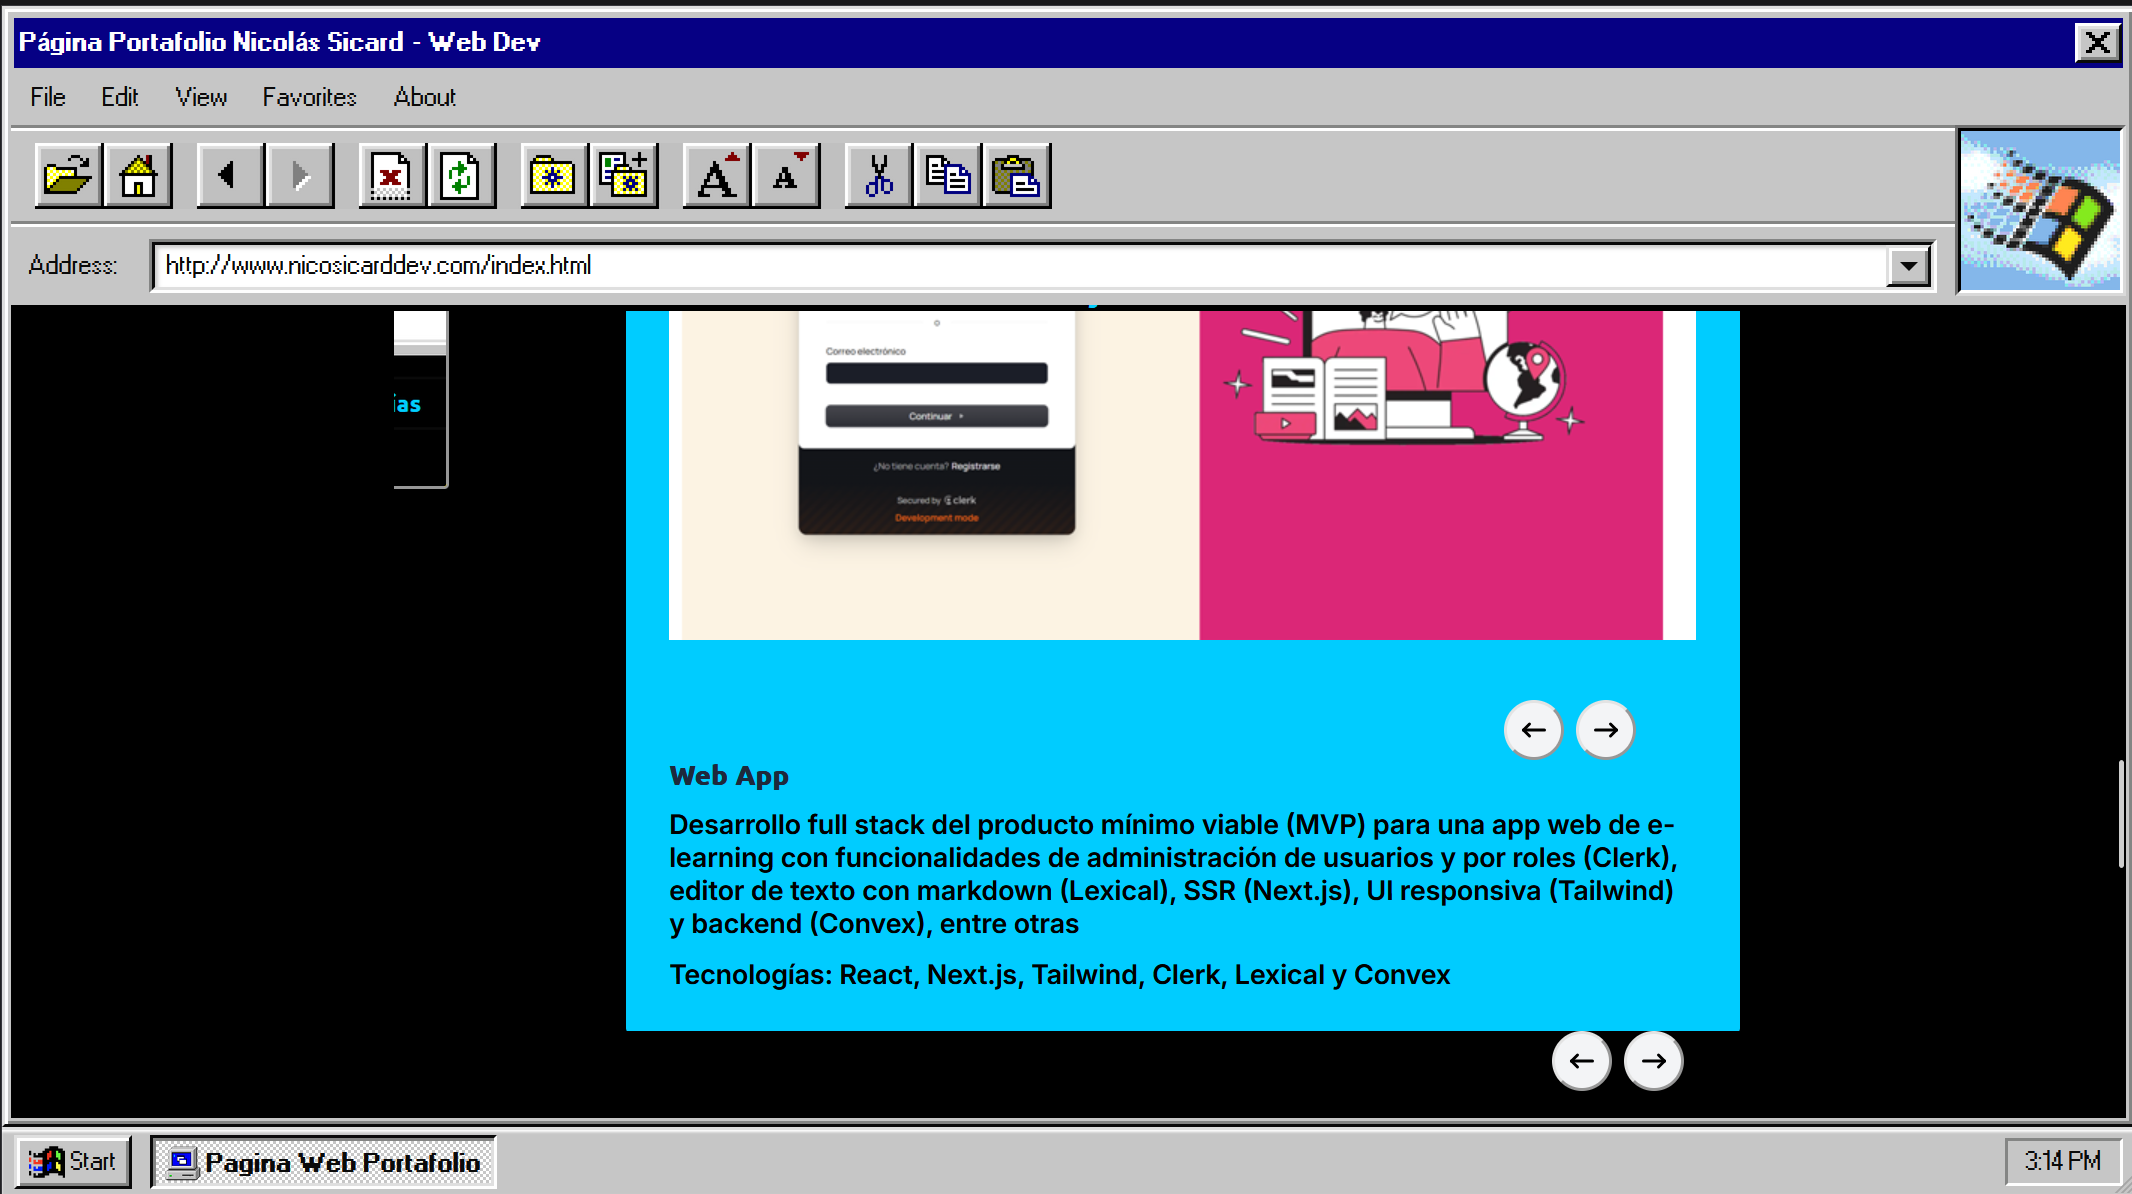 Página Portafolio Nicolás Sicard - Web Dev
File Edit View Favorites About
Address: http://www.nicosicarddev.com/index.html
ías
Correo electrónico
Continuar
¿No tiene cuenta? Registrarse
Secured by clerk
Development mode
Web App
Desarrollo full stack del producto mínimo viable (MVP) para una app web de e-
learning con funcionalidades de administración de usuarios y por roles (Clerk),
editor de texto con markdown (Lexical), SSR (Next.js), UI responsiva (Tailwind)
y backend (Convex), entre otras
Tecnologías: React, Next.js, Tailwind, Clerk, Lexical y Convex
Start Pagina Web Portafolio 3:14 PM